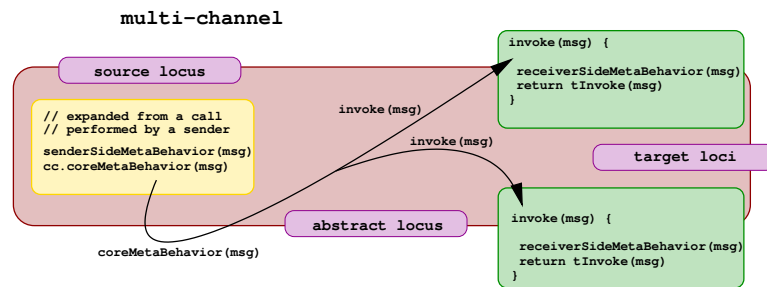 multi-channel
source locus
// expanded from a call
// performed by a sender
senderSideMetaBehavior(msg)
cc.coreMetaBehavior(msg)
coreMetaBehavior(msg)
invoke(msg)
invoke(msg)
abstract locus
target loci
invoke(msg) {
receiverSideMetaBehavior(msg)
return tInvoke(msg)
}
invoke(msg) {
receiverSideMetaBehavior(msg)
return tInvoke(msg)
}